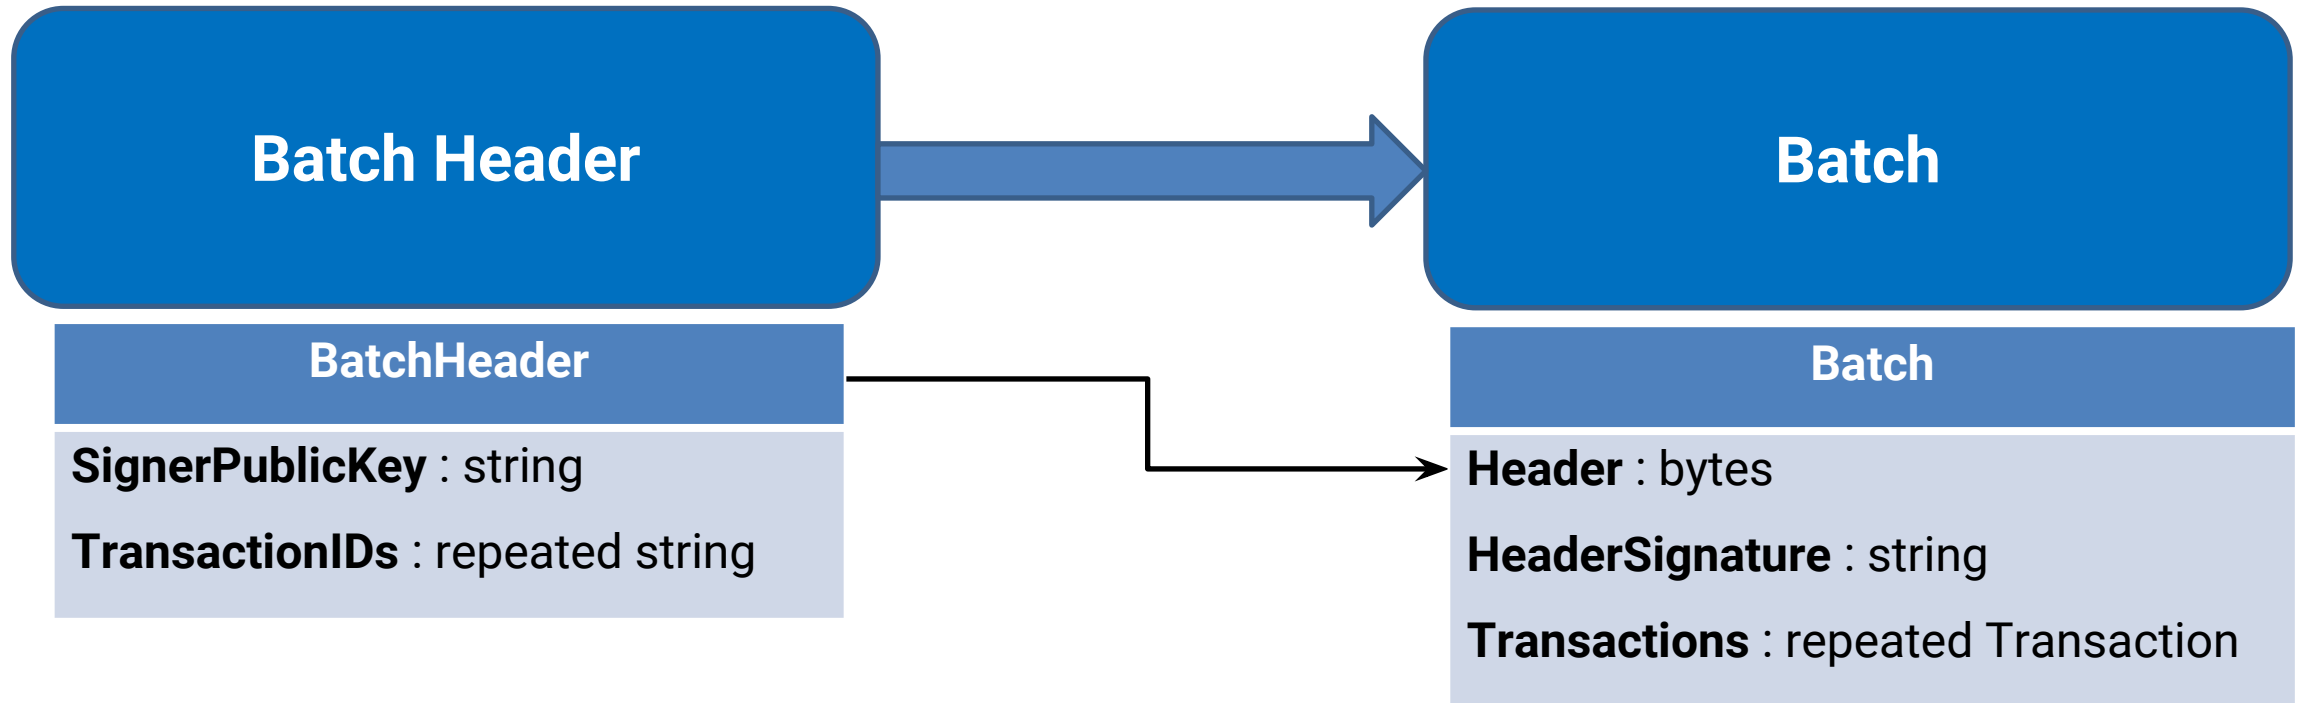 Batch Header
Batch
BatchHeader
SignerPublicKey : string
TransactionIDs : repeated string
Batch
Header : bytes
HeaderSignature : string
Transactions : repeated Transaction